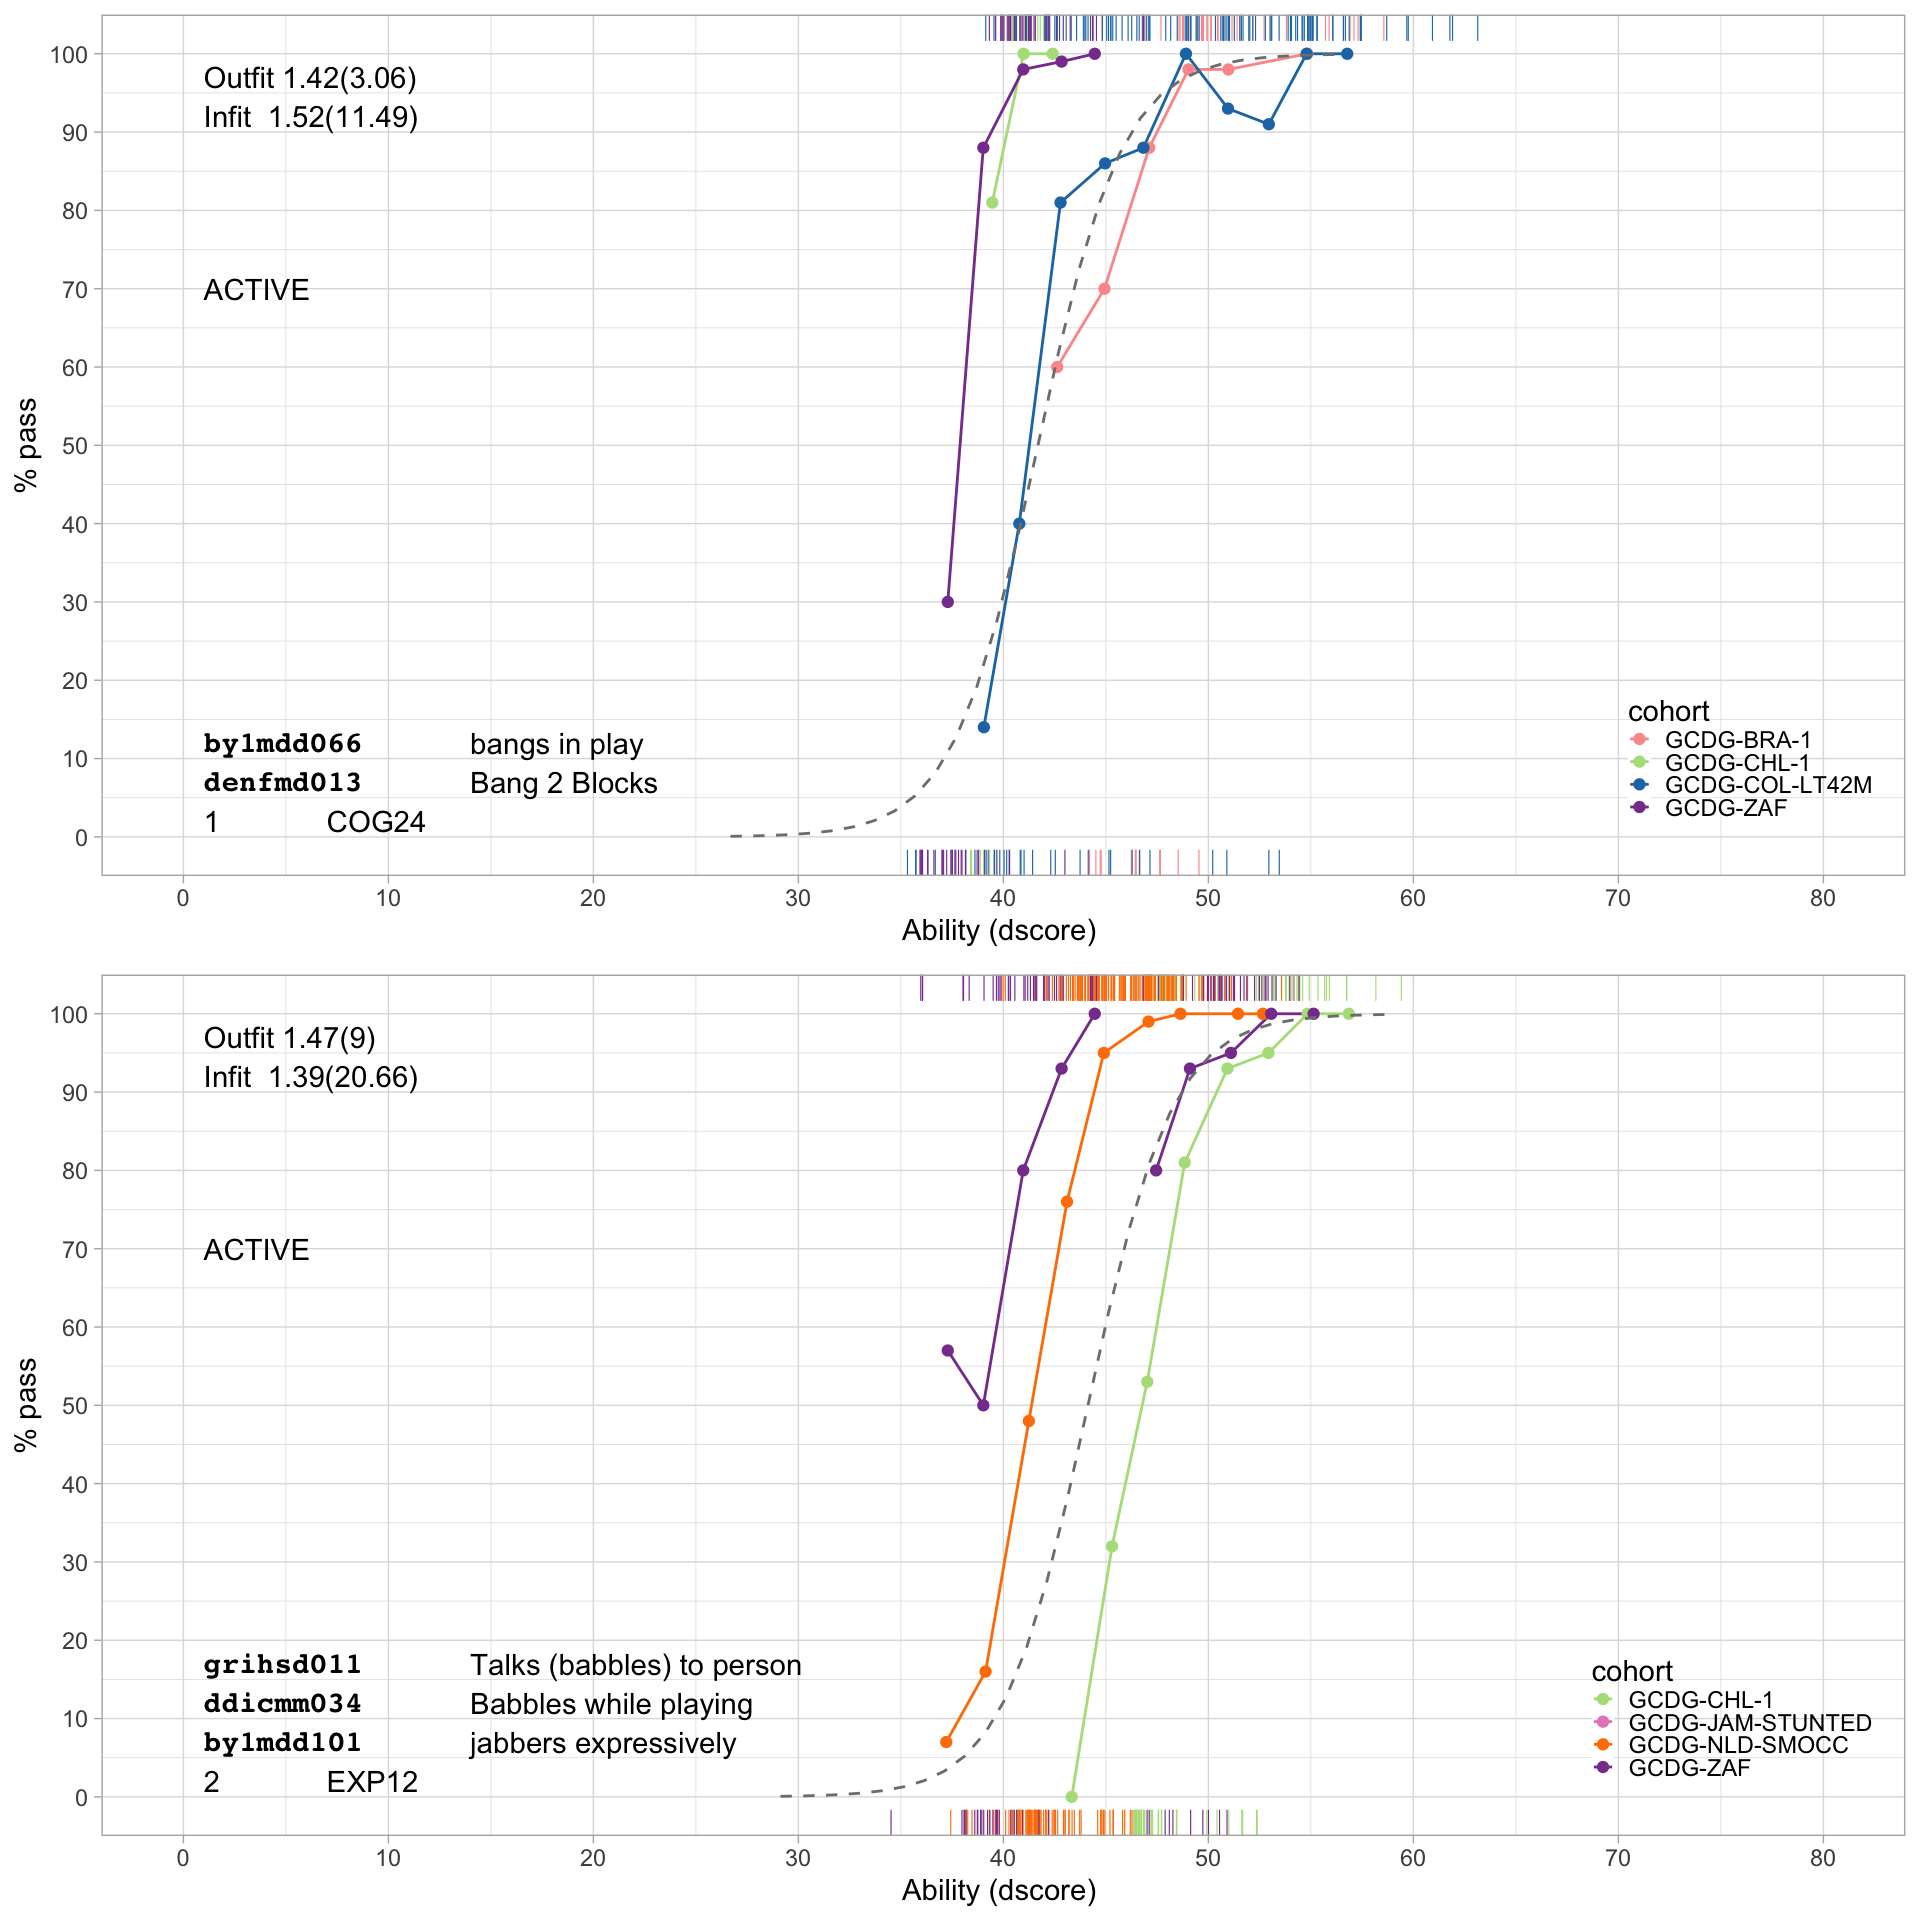 100
90
80
70
60
50
40
30
20
10
0
% pass
Outfit 1.42(3.06)
Infit 1.52(11.49)
ACTIVE
by1mdd066 bangs in play
denfmd013 Bang 2 Blocks
1 COG24
cohort
GCDG-BRA-1
GCDG-CHL-1
GCDG-COL-LT42M
GCDG-ZAF
0 10 20 30 40 50 60 70 80
Ability (dscore)
100
90
80
70
60
50
40
30
20
10
0
% pass
Outfit 1.47(9)
Infit 1.39(20.66)
ACTIVE
grihsd011 Talks (babbles) to person
ddicmm034 Babbles while playing
by1mdd101 jabbers expressively
2 EXP12
cohort
GCDG-CHL-1
GCDG-JAM-STUNTED
GCDG-NLD-SMOCC
GCDG-ZAF
0 10 20 30 40 50 60 70 80
Ability (dscore)